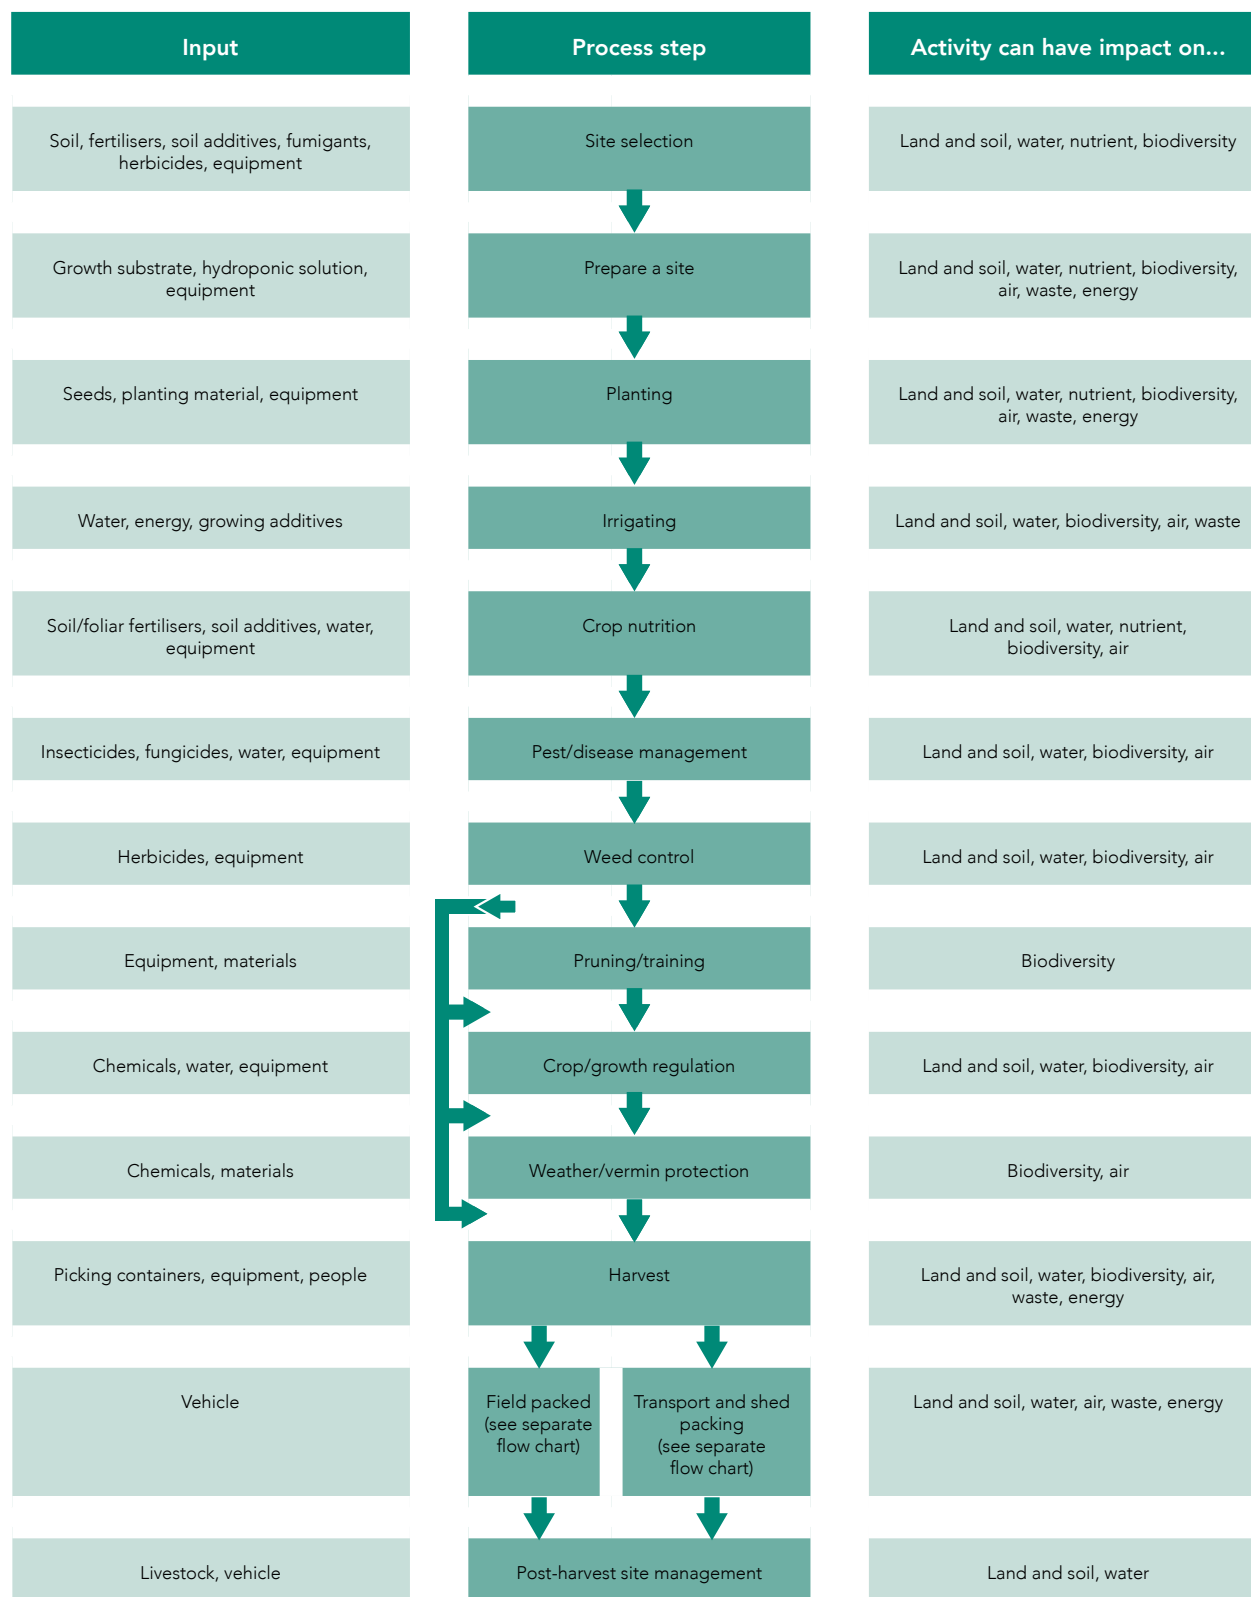 Input
Process step
Activity can have impact on...
Soil, fertilisers, soil additives, fumigants,
herbicides, equipment
Site selection
Land and soil, water, nutrient, biodiversity
Growth substrate, hydroponic solution,
equipment
Prepare a site
Land and soil, water, nutrient, biodiversity,
air, waste, energy
Seeds, planting material, equipment
Planting
Land and soil, water, nutrient, biodiversity,
air, waste, energy
Water, energy, growing additives
Irrigating
Land and soil, water, biodiversity, air, waste
Soil/foliar fertilisers, soil additives, water,
equipment
Crop nutrition
Land and soil, water, nutrient,
biodiversity, air
Insecticides, fungicides, water, equipment
Pest/disease management
Land and soil, water, biodiversity, air
Herbicides, equipment
Weed control
Land and soil, water, biodiversity, air
Equipment, materials
Pruning/training
Biodiversity
Chemicals, water, equipment
Crop/growth regulation
Land and soil, water, biodiversity, air
Chemicals, materials
Weather/vermin protection
Biodiversity, air
Picking containers, equipment, people
Harvest
Land and soil, water, biodiversity, air,
waste, energy
Vehicle
Field packed
(see separate
flow chart)
Transport and shed
packing
(see separate
flow chart)
Land and soil, water, air, waste, energy
Livestock, vehicle
Post-harvest site management
Land and soil, water